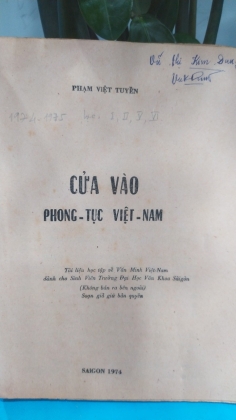 PHẠM VIỆT TUYỀN
CỬA VÀO
PHONG-TỤC VIỆT-NAM
Tài liệu học tập về Văn Minh Việt-Nam
dành cho Sinh Viên Trường Đại Học Văn Khoa Sàigòn
(Không bán ra bên ngoài)
Soạn giả giữ bản quyền
SAIGON 1974